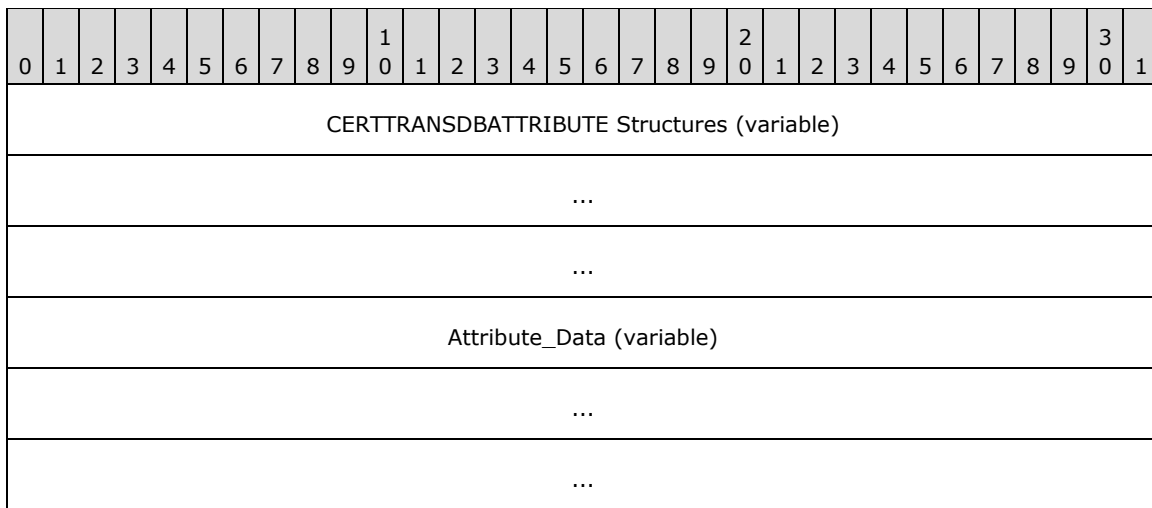 1 2 3
0 1 2 3 4 5 6 7 8 9 0 1 2 3 4 5 6 7 8 9 0 1 2 3 4 5 6 7 8 9 0 1
CERTTRANSDBATTRIBUTE Structures (variable)
...
...
Attribute_Data (variable)
...
...